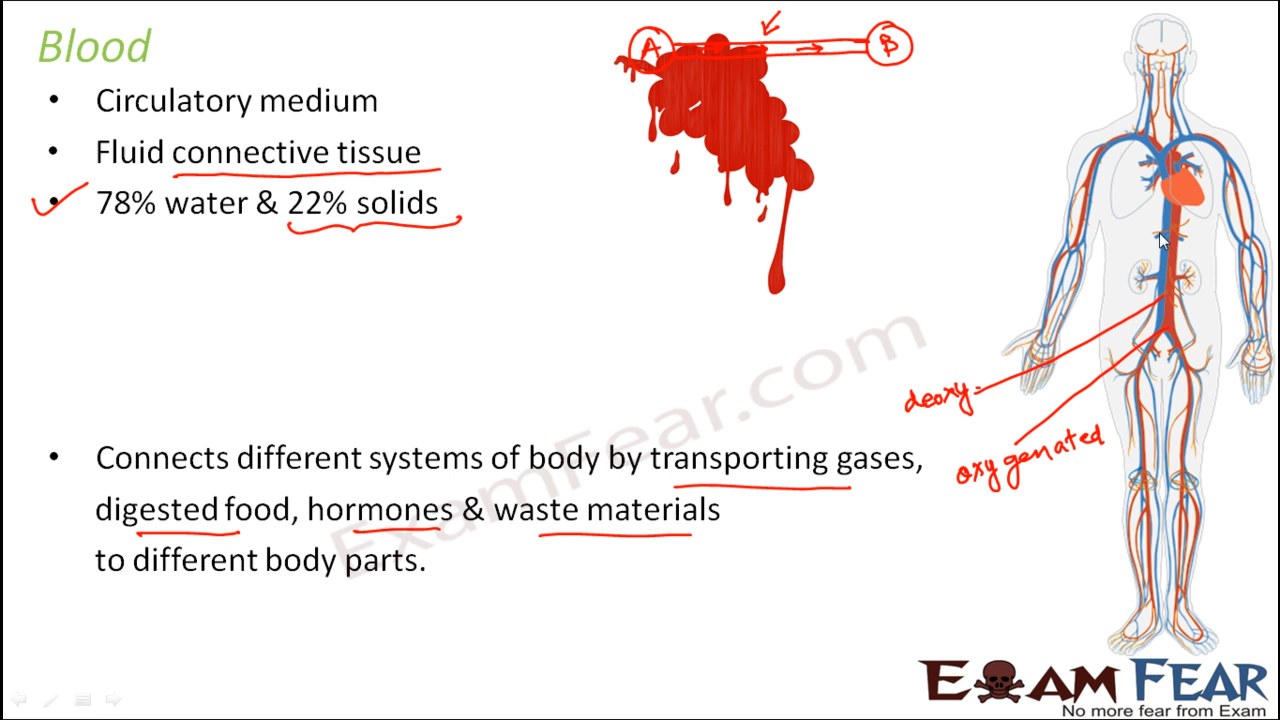 Blood
• Circulatory medium
• Fluid connective tissue
• 78% water & 22% solids
A
B
deoxy-
oxygenated
• Connects different systems of body by transporting gases,
digested food, hormones & waste materials
to different body parts.
ExamFear.com
EXAM FEAR
No more fear from Exam